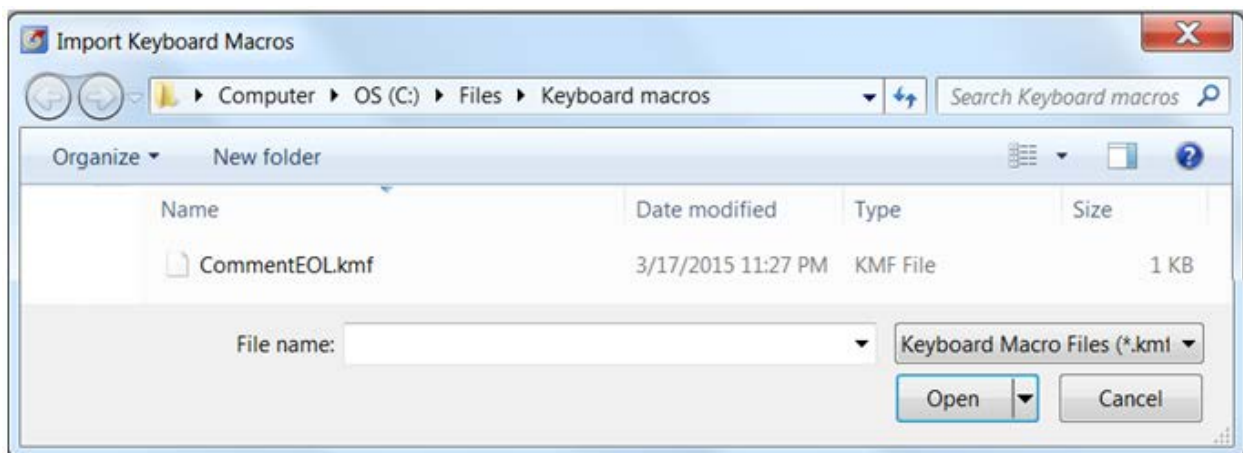 Import Keyboard Macros
Computer OS (C:) Files Keyboard macros Search Keyboard macros
Organize New folder
Name Date modified Type Size
CommentEOL.kmf 3/17/2015 11:27 PM KMF File 1 KB
File name: Keyboard Macro Files (*.kmf
Open Cancel